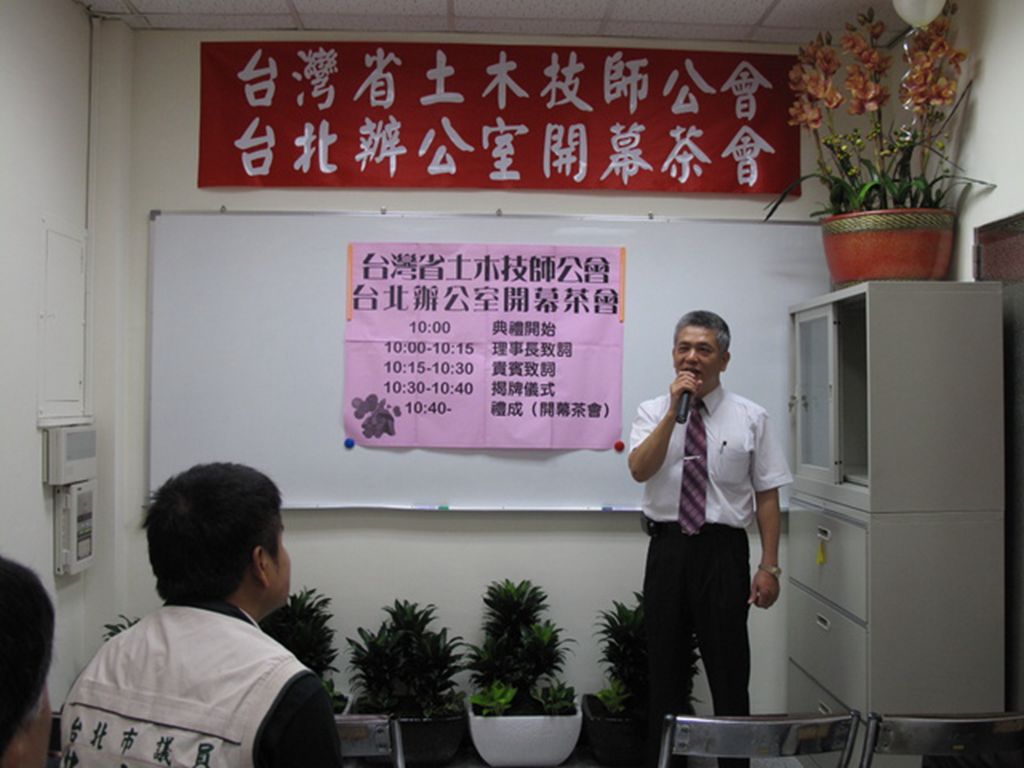 台灣省土木技師公會
台北辦公室開幕茶會
台灣省土木技師公會
台北辦公室開幕茶會
10:00 典禮開始
10:00-10:15 理事長致詞
10:15-10:30 貴賓致詞
10:30-10:40 揭牌儀式
10:40- 禮成（開幕茶會）
台北市議員